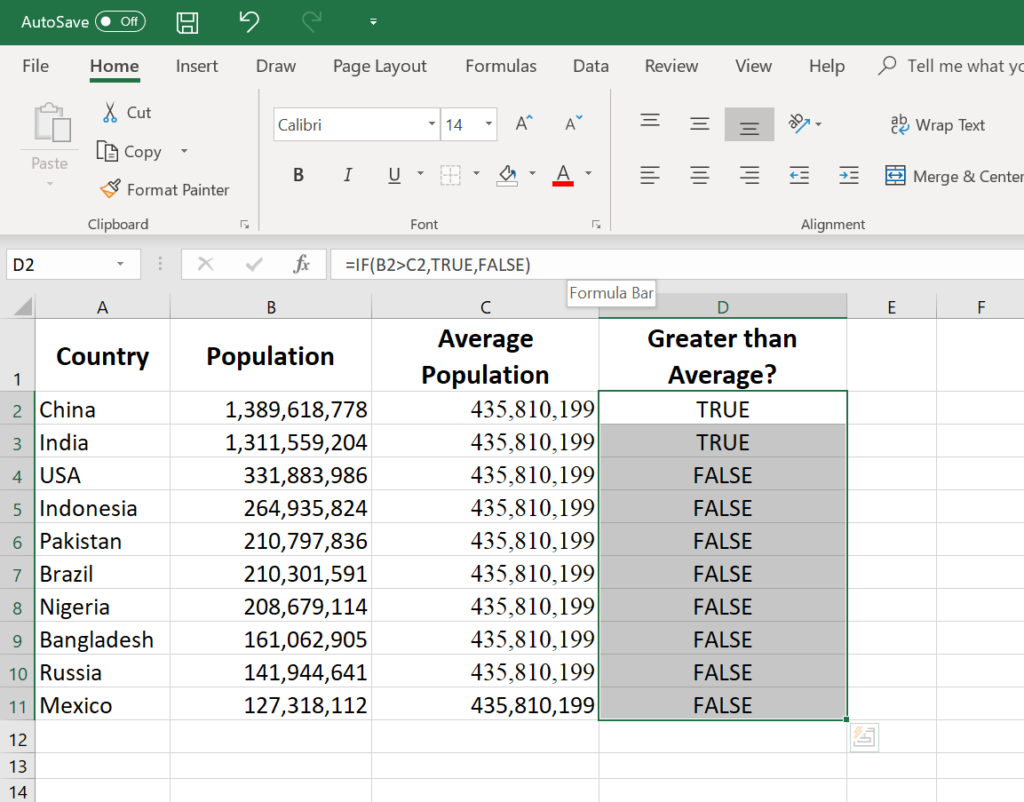 AutoSave Off
File Home Insert Draw Page Layout Formulas Data Review View Help Tell me what yo
Paste
Cut
Copy
Format Painter
Clipboard
Calibri 14 A A
B I U A
Font
ab Wrap Text
Merge & Center
Alignment
D2 fx =IF(B2>C2,TRUE,FALSE)
Formula Bar
A B C D E F
1 Country Population Average Population Greater than Average?
2 China 1,389,618,778 435,810,199 TRUE
3 India 1,311,559,204 435,810,199 TRUE
4 USA 331,883,986 435,810,199 FALSE
5 Indonesia 264,935,824 435,810,199 FALSE
6 Pakistan 210,797,836 435,810,199 FALSE
7 Brazil 210,301,591 435,810,199 FALSE
8 Nigeria 208,679,114 435,810,199 FALSE
9 Bangladesh 161,062,905 435,810,199 FALSE
10 Russia 141,944,641 435,810,199 FALSE
11 Mexico 127,318,112 435,810,199 FALSE
12
13
14